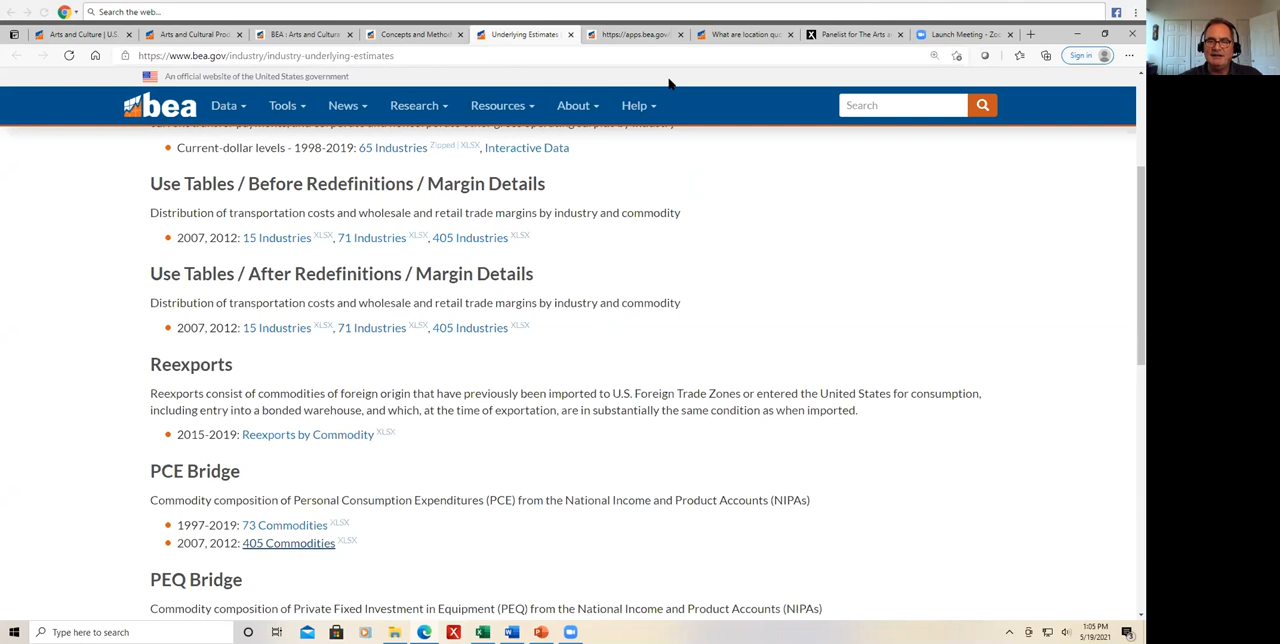 Search the web...
Arts and Culture | U.S.
Arts and Cultural Prod
BEA : Arts and Cultura
Concepts and Method
Underlying Estimates
https://apps.bea.gov/
What are location quo
Panelist for The Arts a
Launch Meeting - Zoo
https://www.bea.gov/industry/industry-underlying-estimates
Sign in
An official website of the United States government
bea
Data
Tools
News
Research
Resources
About
Help
Search
Current-dollar levels - 1998-2019: 65 Industries Zipped | XLSX, Interactive Data
Use Tables / Before Redefinitions / Margin Details
Distribution of transportation costs and wholesale and retail trade margins by industry and commodity
2007, 2012: 15 Industries XLSX, 71 Industries XLSX, 405 Industries XLSX
Use Tables / After Redefinitions / Margin Details
Distribution of transportation costs and wholesale and retail trade margins by industry and commodity
2007, 2012: 15 Industries XLSX, 71 Industries XLSX, 405 Industries XLSX
Reexports
Reexports consist of commodities of foreign origin that have previously been imported to U.S. Foreign Trade Zones or entered the United States for consumption,
including entry into a bonded warehouse, and which, at the time of exportation, are in substantially the same condition as when imported.
2015-2019: Reexports by Commodity XLSX
PCE Bridge
Commodity composition of Personal Consumption Expenditures (PCE) from the National Income and Product Accounts (NIPAs)
1997-2019: 73 Commodities XLSX
2007, 2012: 405 Commodities XLSX
PEQ Bridge
Commodity composition of Private Fixed Investment in Equipment (PEQ) from the National Income and Product Accounts (NIPAs)
Type here to search
1:05 PM
5/19/2021